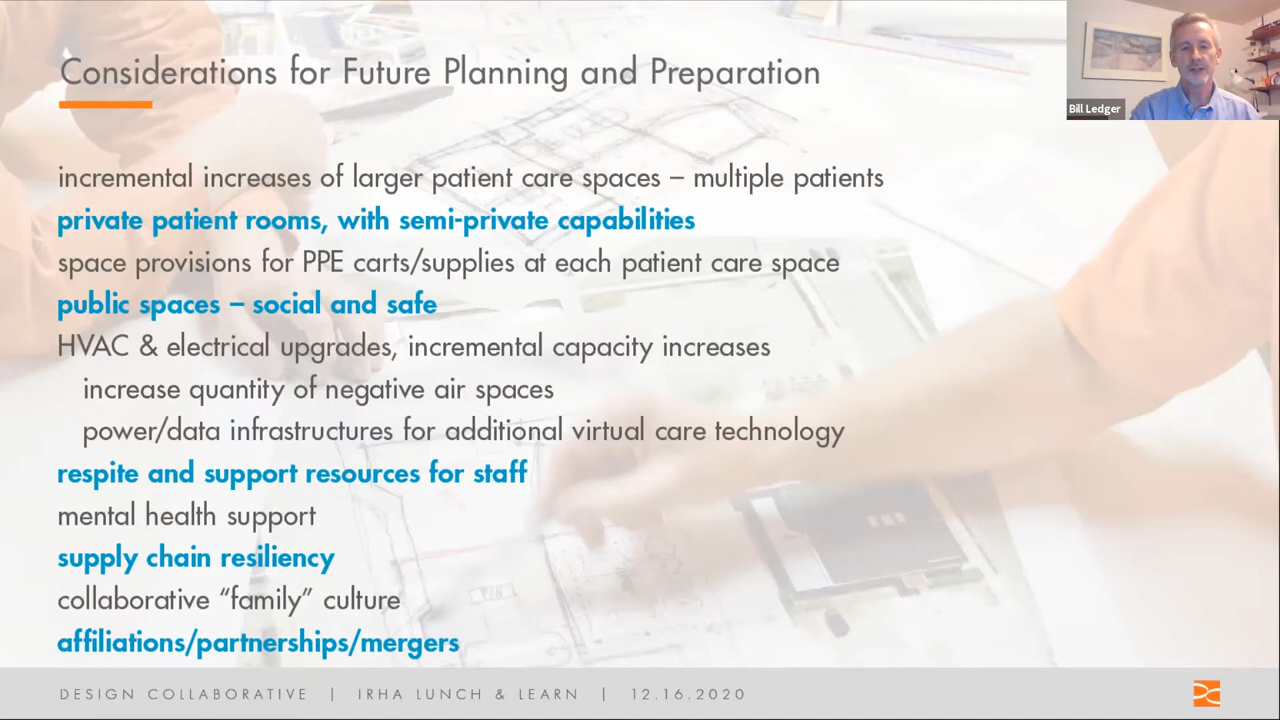 Considerations for Future Planning and Preparation
Bill Ledger
incremental increases of larger patient care spaces – multiple patients
private patient rooms, with semi-private capabilities
space provisions for PPE carts/supplies at each patient care space
public spaces – social and safe
HVAC & electrical upgrades, incremental capacity increases
increase quantity of negative air spaces
power/data infrastructures for additional virtual care technology
respite and support resources for staff
mental health support
supply chain resiliency
collaborative “family” culture
affiliations/partnerships/mergers
DESIGN COLLABORATIVE | IRHA LUNCH & LEARN | 12.16.2020